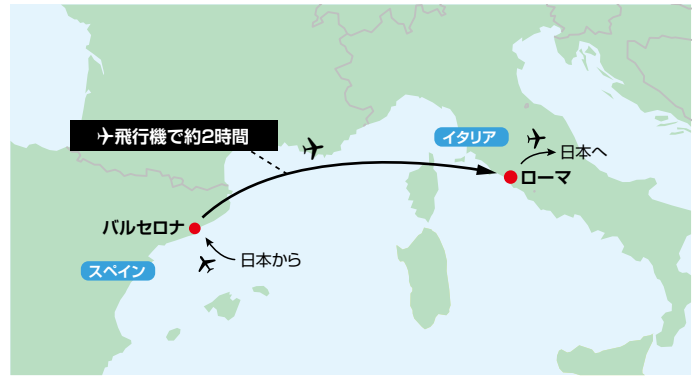 飛行機で約2時間
イタリア
日本へ
ローマ
バルセロナ
日本から
スペイン